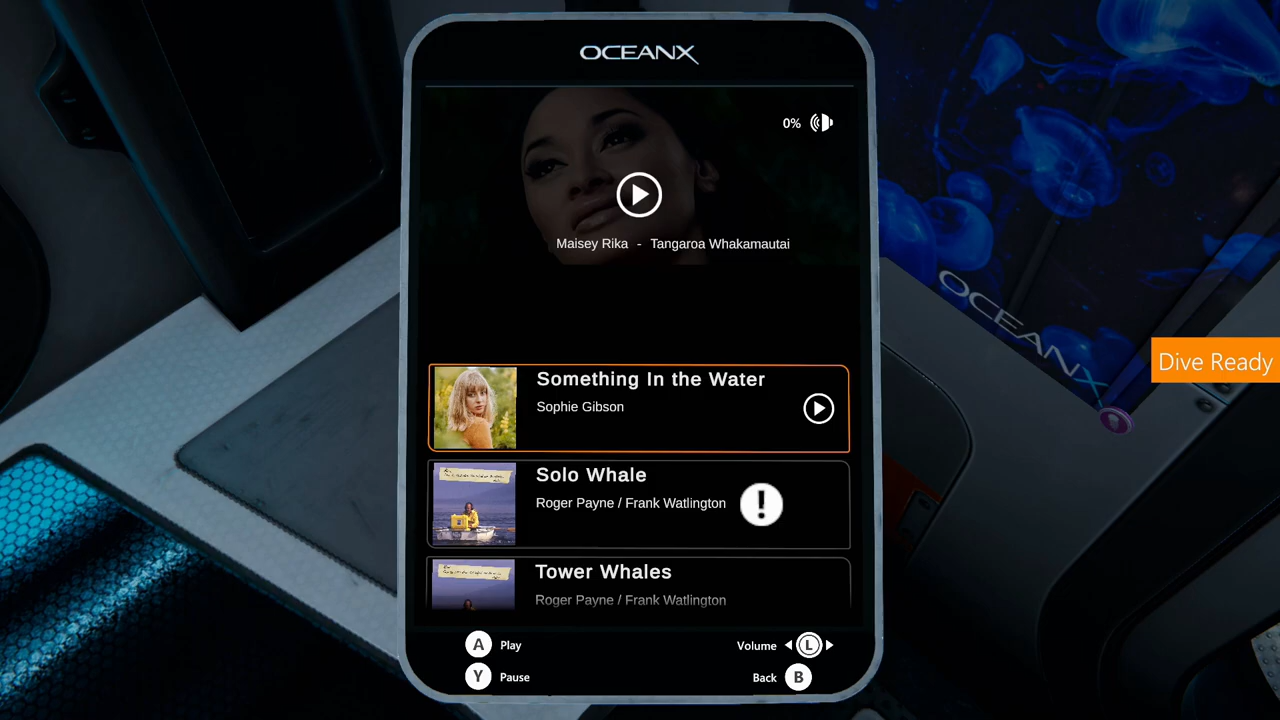 OCEANX
0%
Maisey Rika - Tangaroa Whakamautai
OCEANX
Dive Ready
Something In the Water
Sophie Gibson
Solo Whale
Roger Payne / Frank Watlington
!
Tower Whales
Roger Payne / Frank Watlington
A Play
Volume L
Y Pause
Back B